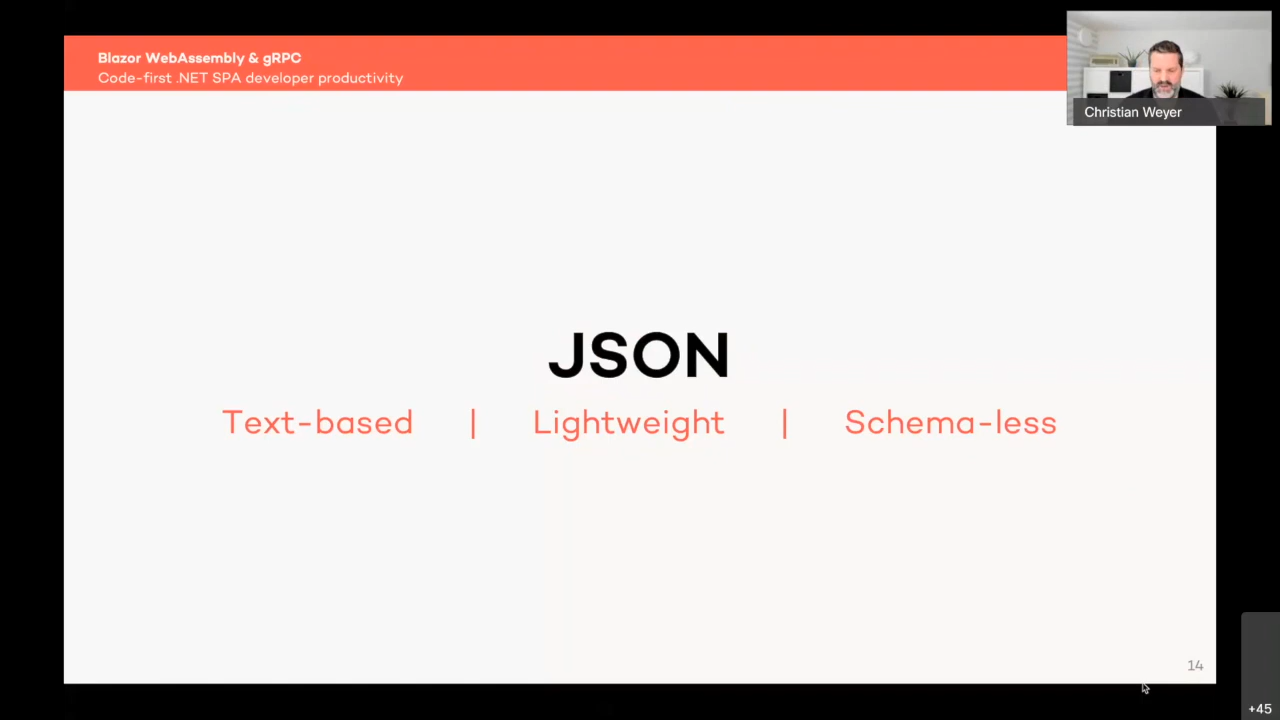 Blazor WebAssembly & gRPC
Code-first .NET SPA developer productivity
Christian Weyer
JSON
Text-based | Lightweight | Schema-less
14
+45